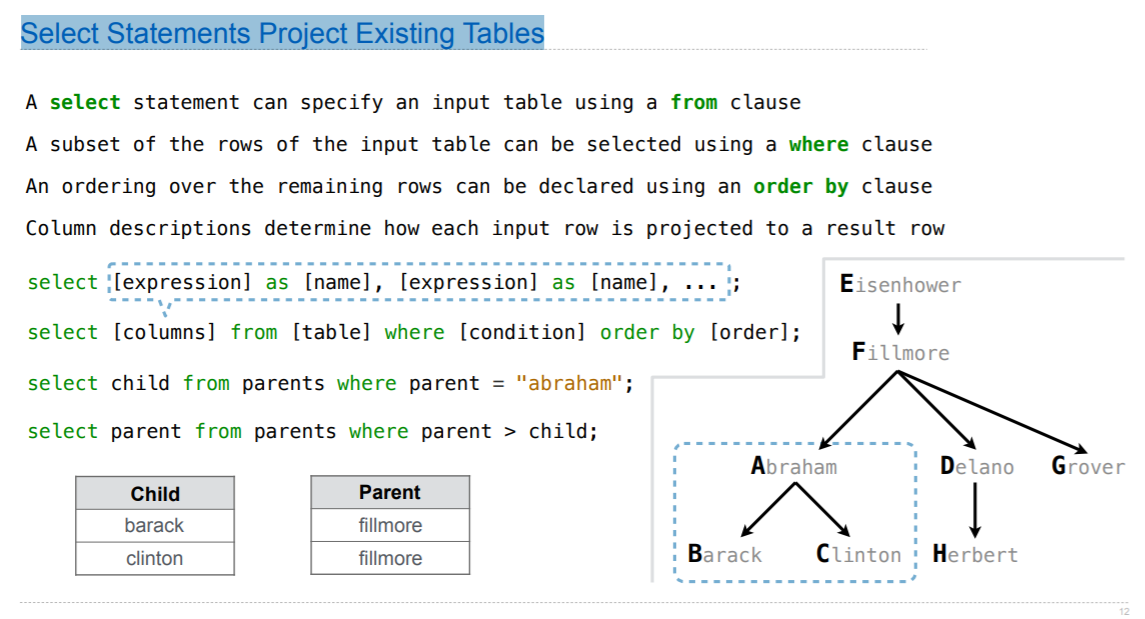 Select Statements Project Existing Tables
A select statement can specify an input table using a from clause
A subset of the rows of the input table can be selected using a where clause
An ordering over the remaining rows can be declared using an order by clause
Column descriptions determine how each input row is projected to a result row
select [expression] as [name], [expression] as [name], ... ;
select [columns] from [table] where [condition] order by [order];
select child from parents where parent = "abraham";
select parent from parents where parent > child;
Child
barack
clinton
Parent
fillmore
fillmore
Eisenhower
Fillmore
Abraham
Delano
Grover
Barack
Clinton
Herbert
12